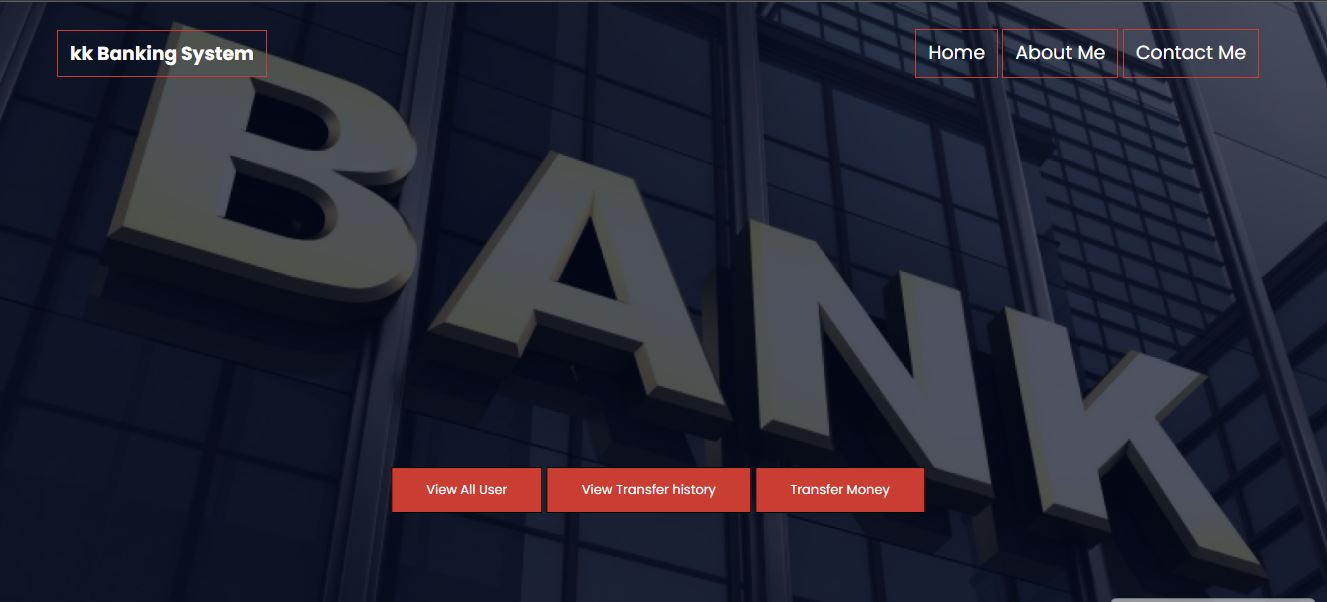 kk Banking System
Home
About Me
Contact Me
BANK
View All User
View Transfer history
Transfer Money